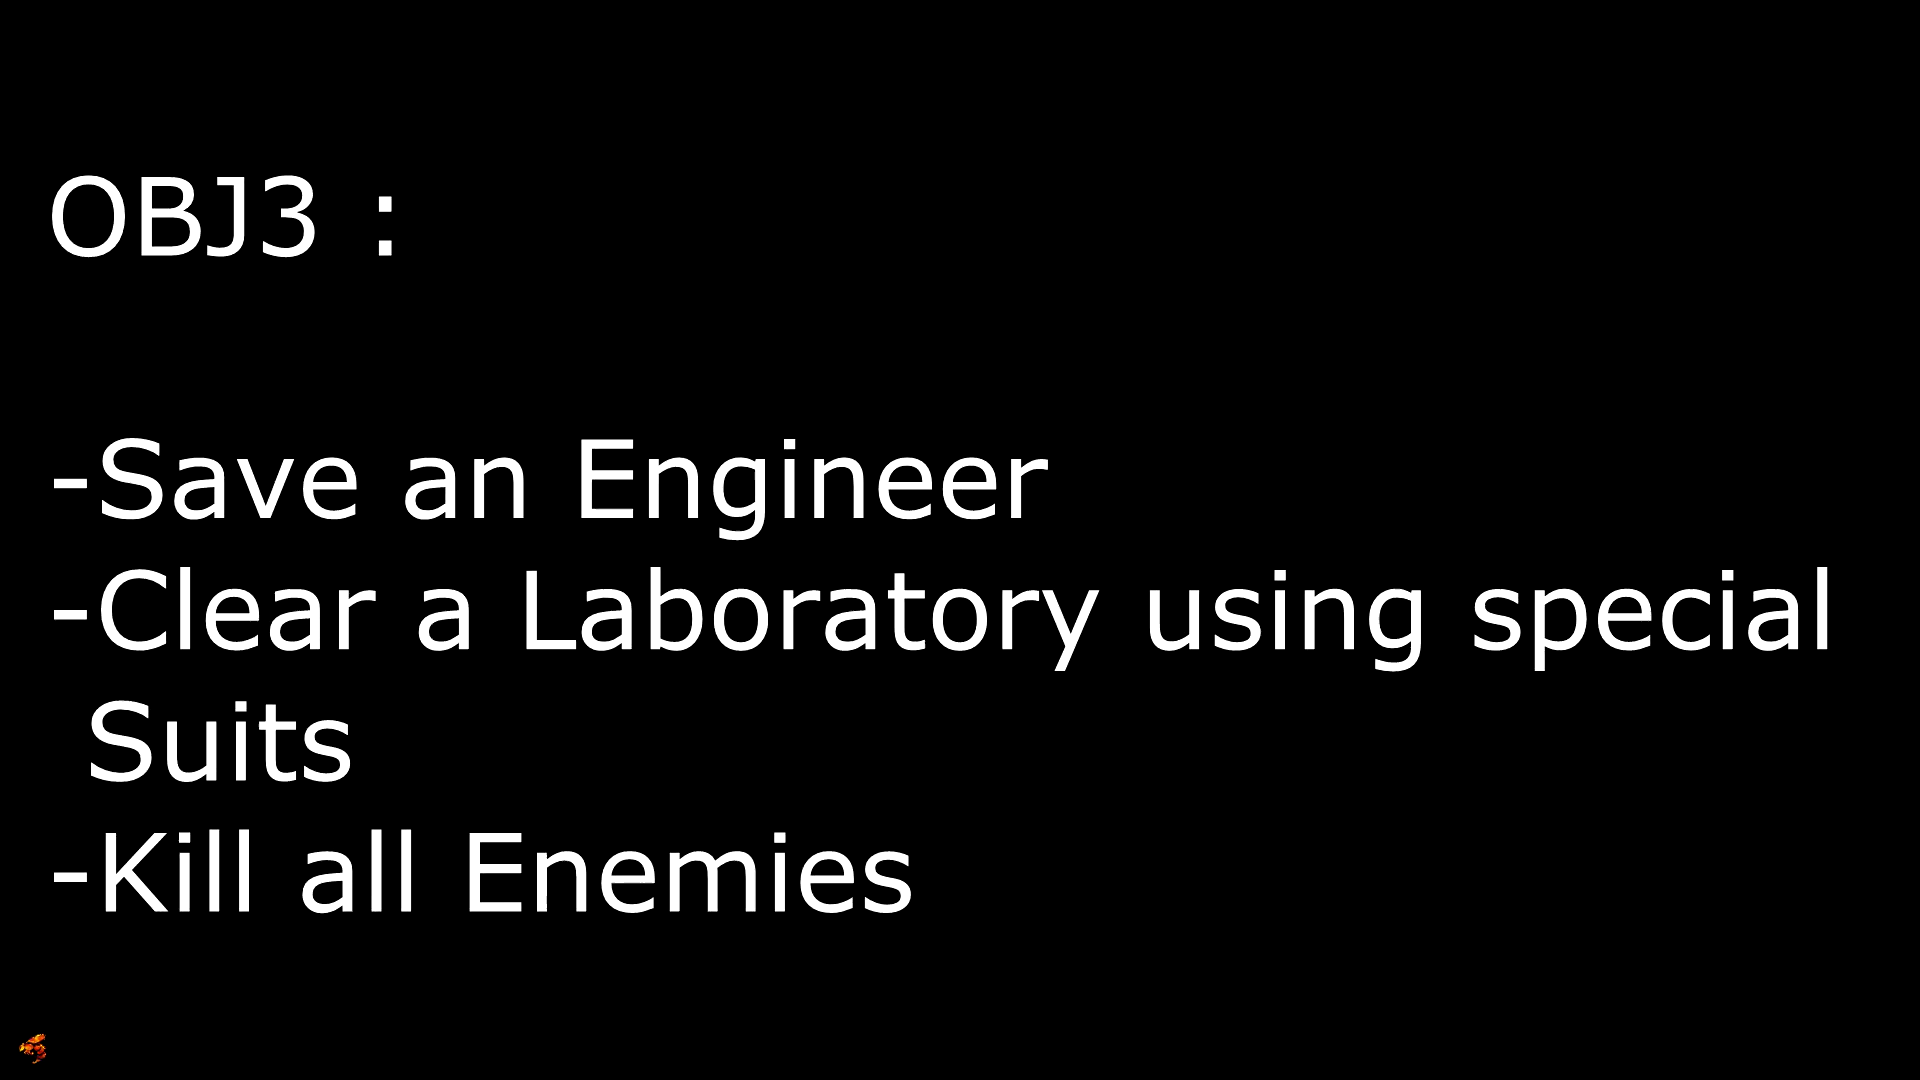 OBJ3 :
-Save an Engineer
-Clear a Laboratory using special
Suits
-Kill all Enemies